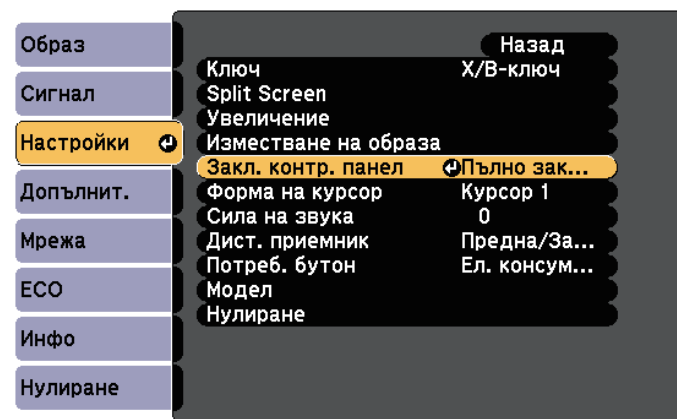 Образ
Сигнал
Настройки
Допълнит.
Мрежа
ECO
Инфо
Нулиране
Назад
Ключ Х/В-ключ
Split Screen
Увеличение
Изместване на образа
Закл. контр. панел Пълно зак...
Форма на курсор Курсор 1
Сила на звука 0
Дист. приемник Предна/За...
Потреб. бутон Ел. консум...
Модел
Нулиране